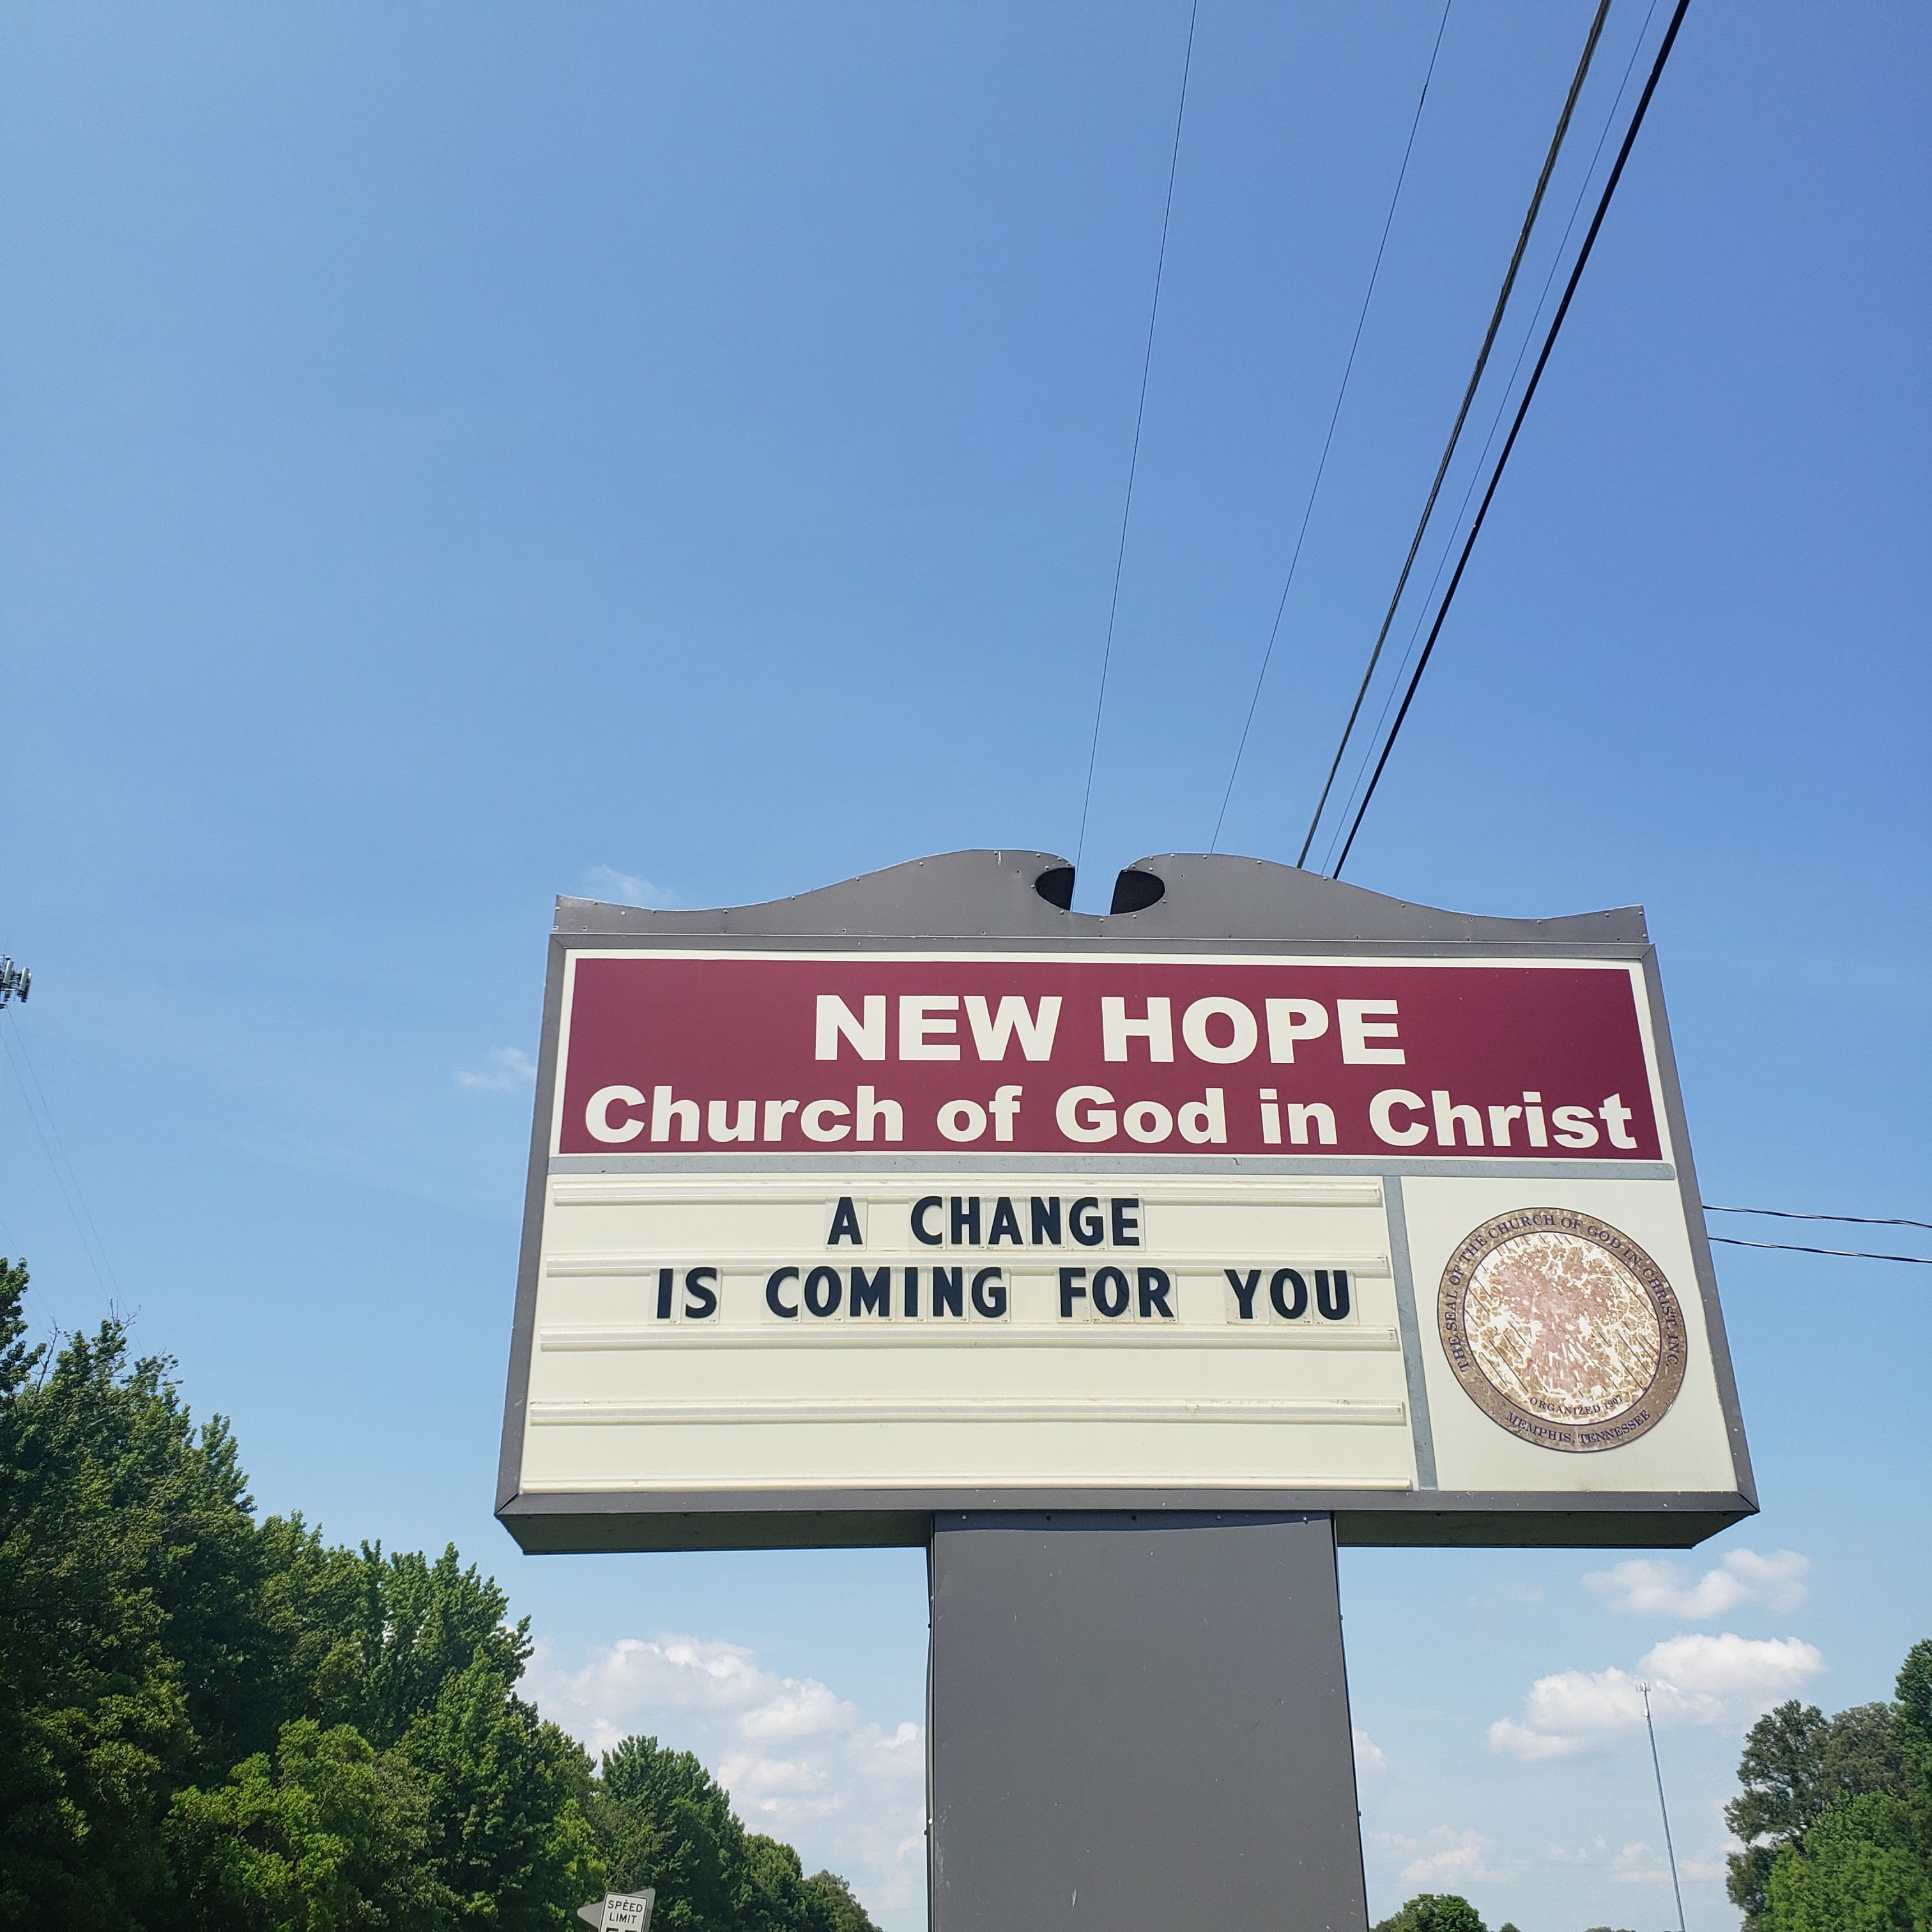 NEW HOPE
Church of God in Christ
A CHANGE
IS COMING FOR YOU
THE SEAL OF THE CHURCH OF GOD IN CHRIST, INC.
ORGANIZED 1907
MEMPHIS, TENNESSEE
SPEED
LIMIT